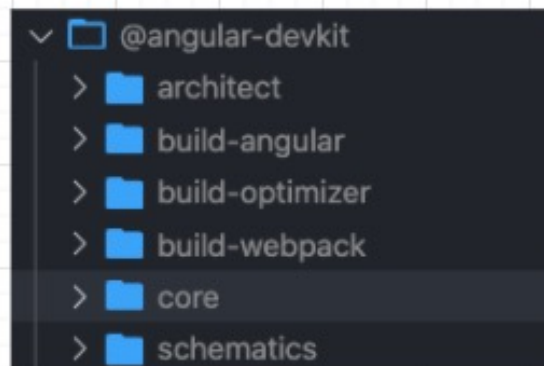 @angular-devkit
architect
build-angular
build-optimizer
build-webpack
core
schematics